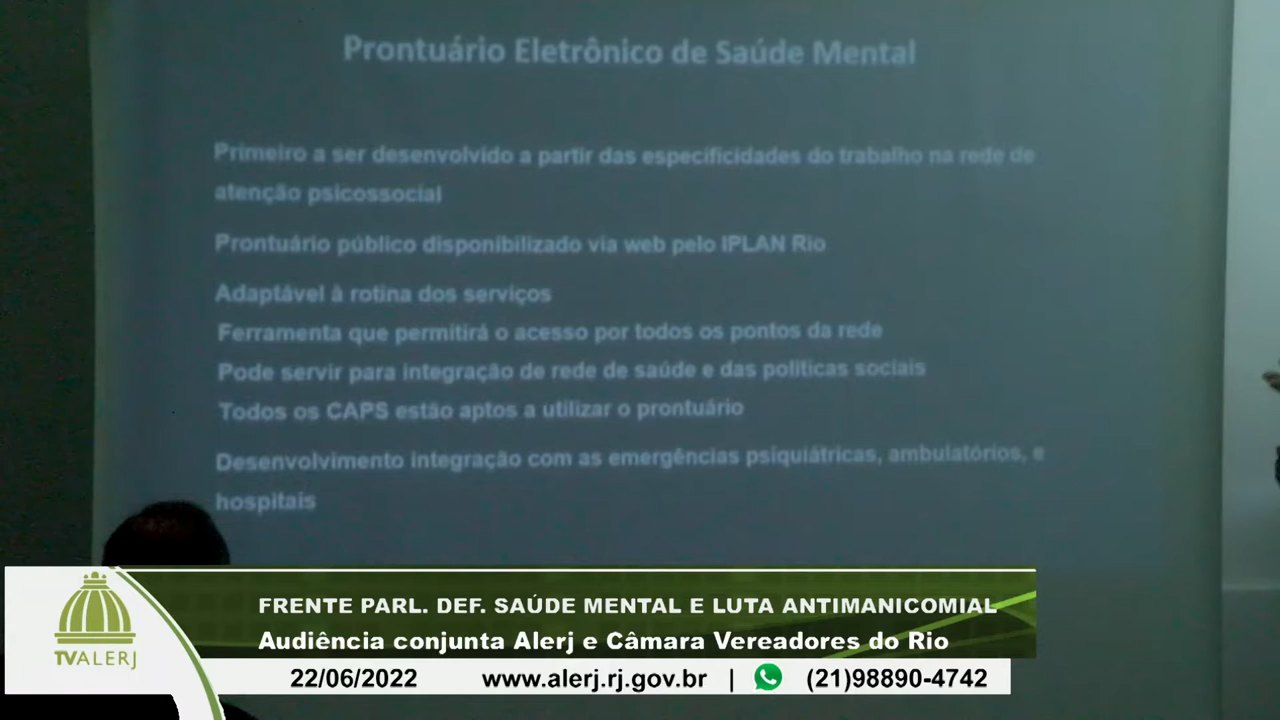 Prontuário Eletrônico de Saúde Mental
Primeiro a ser desenvolvido a partir das especificidades do trabalho na rede de
atenção psicossocial
Prontuário público disponibilizado via web pelo IPLAN Rio
Adaptável à rotina dos serviços
Ferramenta que permitirá o acesso por todos os pontos da rede
Pode servir para integração de rede de saúde e das políticas sociais
Todos os CAPS estão aptos a utilizar o prontuário
Desenvolvimento integração com as emergências psiquiátricas, ambulatórios, e
hospitais
FRENTE PARL. DEF. SAÚDE MENTAL E LUTA ANTIMANICOMIAL
Audiência conjunta Alerj e Câmara Vereadores do Rio
TVALERJ
22/06/2022 www.alerj.rj.gov.br | (21)98890-4742